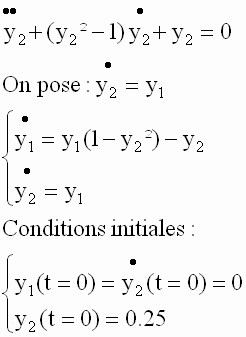 ÿ₂+(y₂²−1)ẏ₂+y₂ = 0
On pose : ẏ₂ = y₁
{ ẏ₁ = y₁(1−y₂²)−y₂
ẏ₂ = y₁
Conditions initiales :
{ y₁(t = 0) = ẏ₂(t = 0) = 0
y₂(t = 0) = 0.25